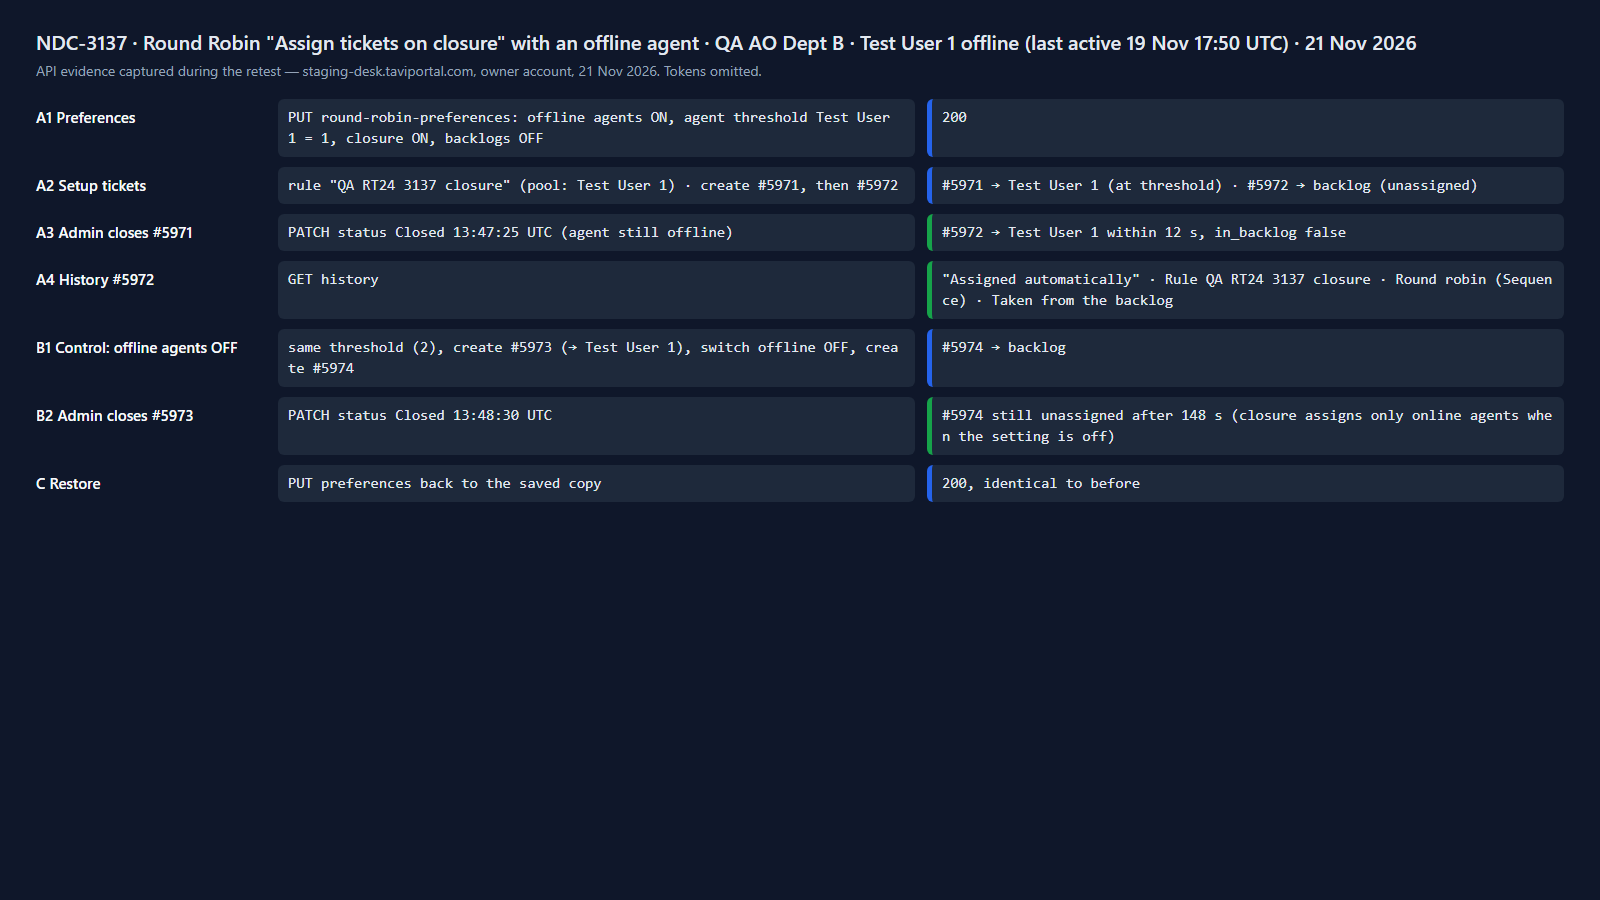 NDC-3137 · Round Robin "Assign tickets on closure" with an offline agent · QA AO Dept B · Test User 1 offline (last active 19 Nov 17:50 UTC) · 21 Nov 2026
API evidence captured during the retest — staging-desk.taviportal.com, owner account, 21 Nov 2026. Tokens omitted.
A1 Preferences
PUT round-robin-preferences: offline agents ON, agent threshold Test User
1 = 1, closure ON, backlogs OFF
200
A2 Setup tickets
rule "QA RT24 3137 closure" (pool: Test User 1) · create #5971, then #5972
#5971 → Test User 1 (at threshold) · #5972 → backlog (unassigned)
A3 Admin closes #5971
PATCH status Closed 13:47:25 UTC (agent still offline)
#5972 → Test User 1 within 12 s, in_backlog false
A4 History #5972
GET history
"Assigned automatically" · Rule QA RT24 3137 closure · Round robin (Sequen
ce) · Taken from the backlog
B1 Control: offline agents OFF
same threshold (2), create #5973 (→ Test User 1), switch offline OFF, crea
te #5974
#5974 → backlog
B2 Admin closes #5973
PATCH status Closed 13:48:30 UTC
#5974 still unassigned after 148 s (closure assigns only online agents whe
n the setting is off)
C Restore
PUT preferences back to the saved copy
200, identical to before